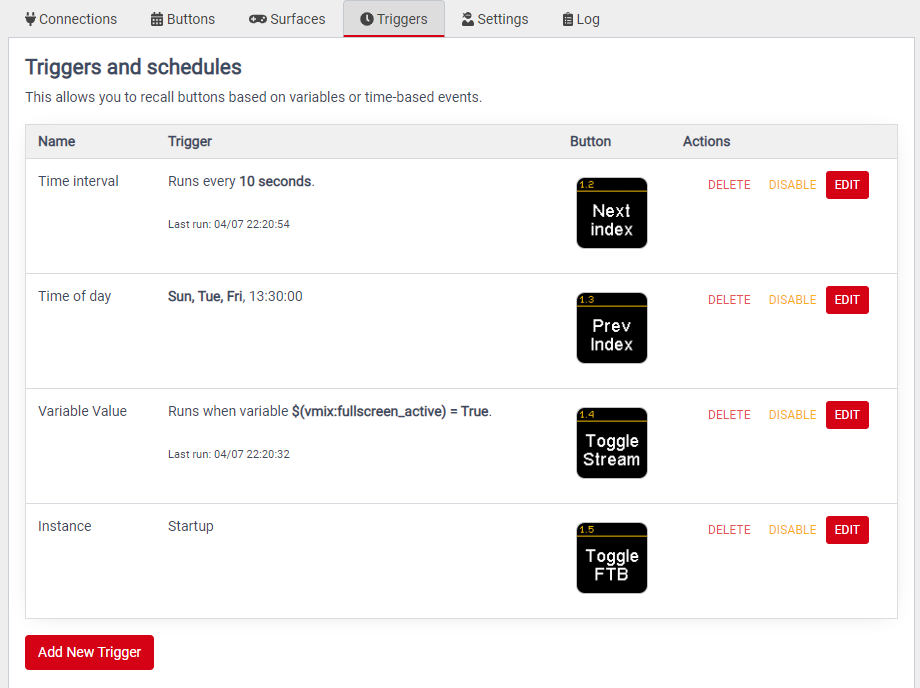 Connections Buttons Surfaces Triggers Settings Log
Triggers and schedules
This allows you to recall buttons based on variables or time-based events.
Name Trigger Button Actions
Time interval Runs every 10 seconds. 1.2 DELETE DISABLE EDIT
Next
index
Last run: 04/07 22:20:54
Time of day Sun, Tue, Fri, 13:30:00 1.3 DELETE DISABLE EDIT
Prev
Index
Variable Value Runs when variable $(vmix:fullscreen_active) = True. 1.4 DELETE DISABLE EDIT
Toggle
Stream
Last run: 04/07 22:20:32
Instance Startup 1.5 DELETE DISABLE EDIT
Toggle
FTB
Add New Trigger